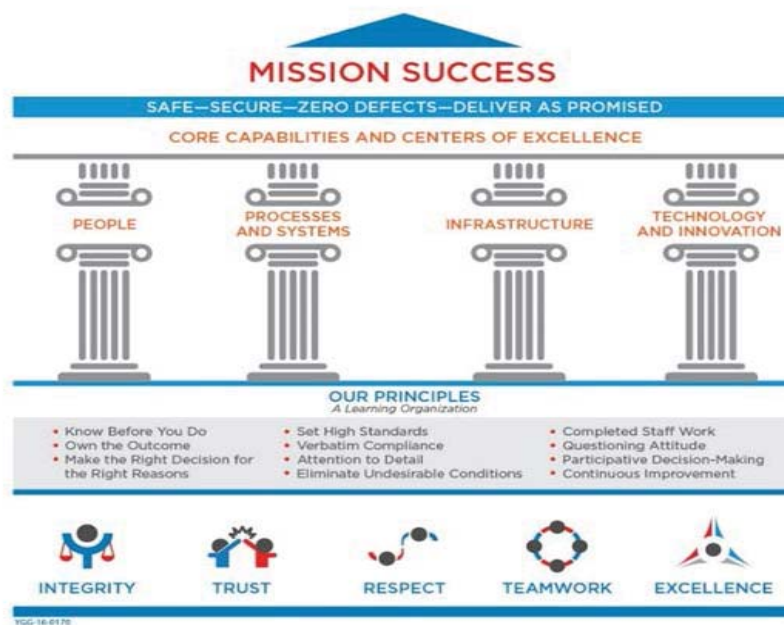 MISSION SUCCESS
SAFE—SECURE—ZERO DEFECTS—DELIVER AS PROMISED
CORE CAPABILITIES AND CENTERS OF EXCELLENCE
PEOPLE
PROCESSES
AND SYSTEMS
INFRASTRUCTURE
TECHNOLOGY
AND INNOVATION
OUR PRINCIPLES
A Learning Organization
• Know Before You Do
• Own the Outcome
• Make the Right Decision for
the Right Reasons
• Set High Standards
• Verbatim Compliance
• Attention to Detail
• Eliminate Undesirable Conditions
• Completed Staff Work
• Questioning Attitude
• Participative Decision-Making
• Continuous Improvement
INTEGRITY
TRUST
RESPECT
TEAMWORK
EXCELLENCE
YGG-16-0170